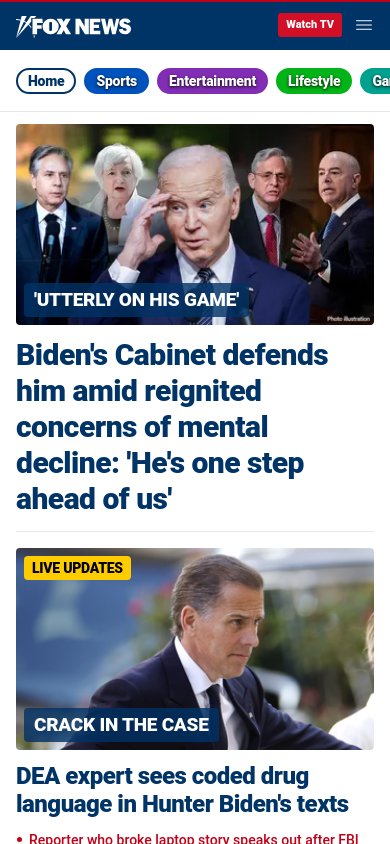 FOX NEWS
Watch TV
Home
Sports
Entertainment
Lifestyle
Ga
'UTTERLY ON HIS GAME'
Photo illustration
Biden's Cabinet defends
him amid reignited
concerns of mental
decline: 'He's one step
ahead of us'
LIVE UPDATES
CRACK IN THE CASE
DEA expert sees coded drug
language in Hunter Biden's texts
• Reporter who broke laptop story speaks out after FBI